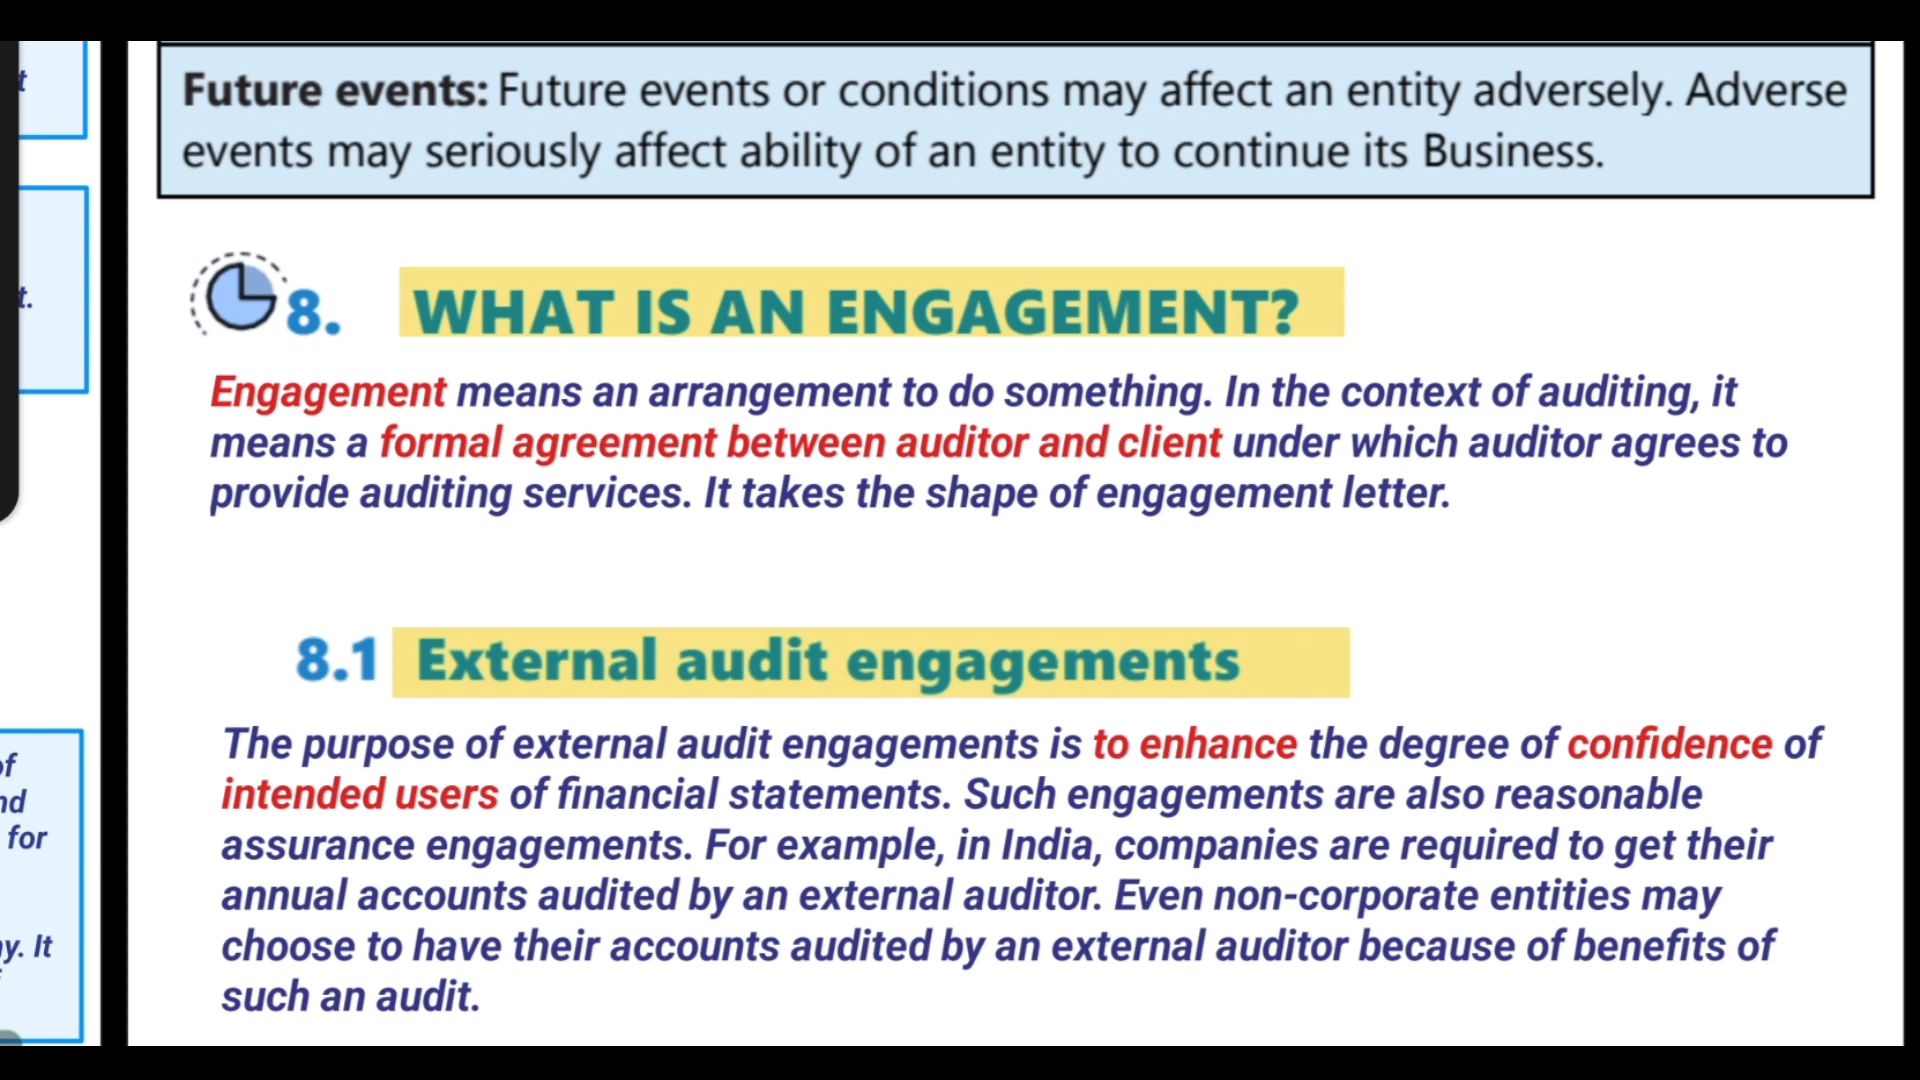 t
t.
of
nd
for
y. It
Future events: Future events or conditions may affect an entity adversely. Adverse
events may seriously affect ability of an entity to continue its Business.
8. WHAT IS AN ENGAGEMENT?
Engagement means an arrangement to do something. In the context of auditing, it
means a formal agreement between auditor and client under which auditor agrees to
provide auditing services. It takes the shape of engagement letter.
8.1 External audit engagements
The purpose of external audit engagements is to enhance the degree of confidence of
intended users of financial statements. Such engagements are also reasonable
assurance engagements. For example, in India, companies are required to get their
annual accounts audited by an external auditor. Even non-corporate entities may
choose to have their accounts audited by an external auditor because of benefits of
such an audit.